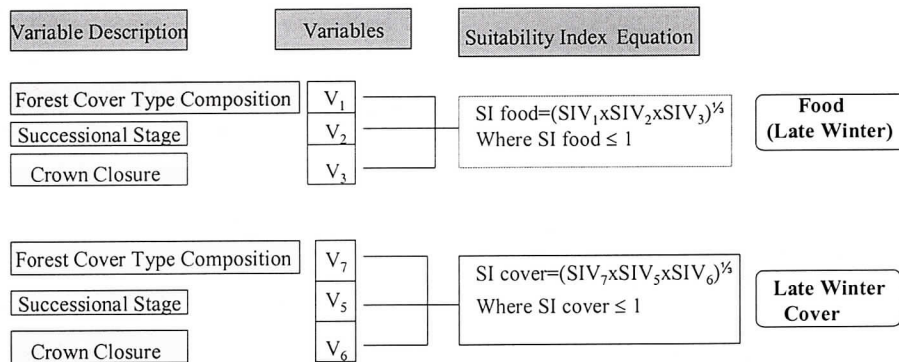 Variable Description
Variables
Suitability Index Equation
Forest Cover Type Composition
V₁
Successional Stage
V₂
Crown Closure
V₃
SI food=(SIV₁xSIV₂xSIV₃)^⅓
Where SI food ≤ 1
Food
(Late Winter)
Forest Cover Type Composition
V₇
Successional Stage
V₅
Crown Closure
V₆
SI cover=(SIV₇xSIV₅xSIV₆)^⅓
Where SI cover ≤ 1
Late Winter
Cover